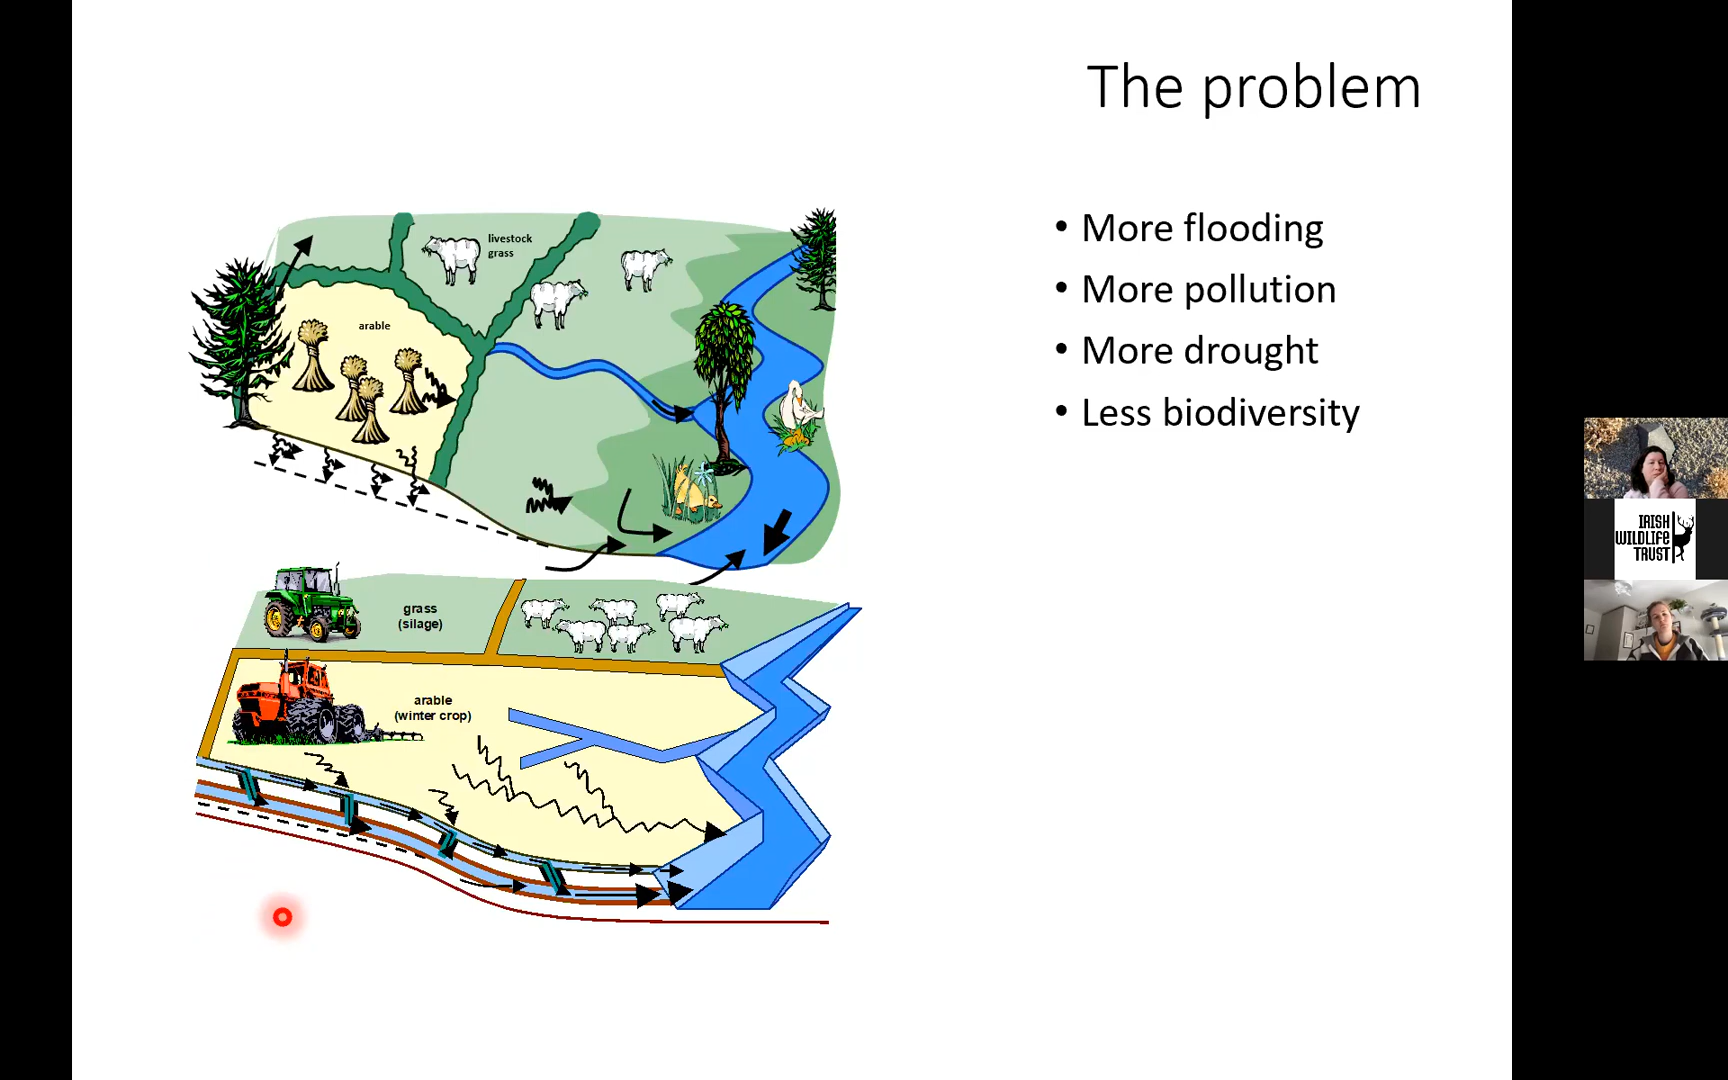 The problem
• More flooding
• More pollution
• More drought
• Less biodiversity
livestock
grass
arable
grass
(silage)
arable
(winter crop)
IRISH
WILDLIFE
TRUST